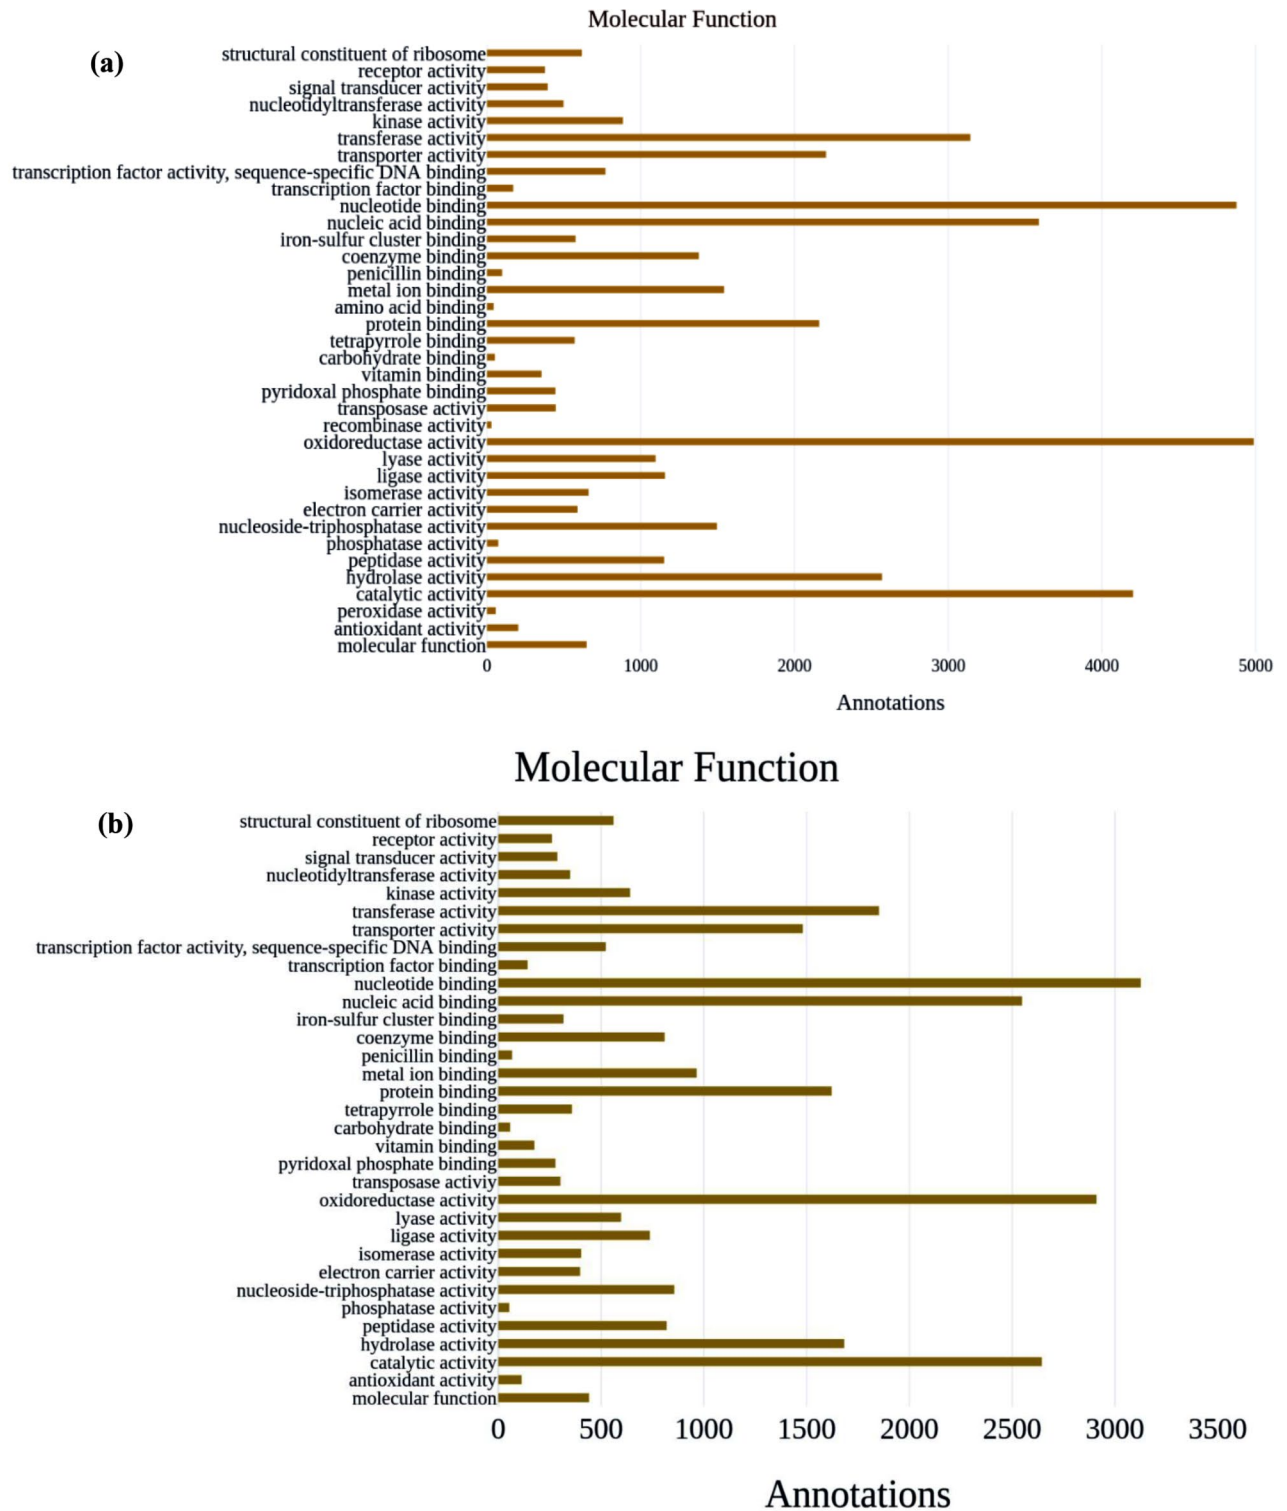 Molecular Function
(a)
structural constituent of ribosome
receptor activity
signal transducer activity
nucleotidyltransferase activity
kinase activity
transferase activity
transporter activity
transcription factor activity, sequence-specific DNA binding
transcription factor binding
nucleotide binding
nucleic acid binding
iron-sulfur cluster binding
coenzyme binding
penicillin binding
metal ion binding
amino acid binding
protein binding
tetrapyrrole binding
carbohydrate binding
vitamin binding
pyridoxal phosphate binding
transposase activiy
recombinase activity
oxidoreductase activity
lyase activity
ligase activity
isomerase activity
electron carrier activity
nucleoside-triphosphatase activity
phosphatase activity
peptidase activity
hydrolase activity
catalytic activity
peroxidase activity
antioxidant activity
molecular function
0 1000 2000 3000 4000 5000
Annotations
Molecular Function
(b)
structural constituent of ribosome
receptor activity
signal transducer activity
nucleotidyltransferase activity
kinase activity
transferase activity
transporter activity
transcription factor activity, sequence-specific DNA binding
transcription factor binding
nucleotide binding
nucleic acid binding
iron-sulfur cluster binding
coenzyme binding
penicillin binding
metal ion binding
protein binding
tetrapyrrole binding
carbohydrate binding
vitamin binding
pyridoxal phosphate binding
transposase activiy
oxidoreductase activity
lyase activity
ligase activity
isomerase activity
electron carrier activity
nucleoside-triphosphatase activity
phosphatase activity
peptidase activity
hydrolase activity
catalytic activity
antioxidant activity
molecular function
0 500 1000 1500 2000 2500 3000 3500
Annotations